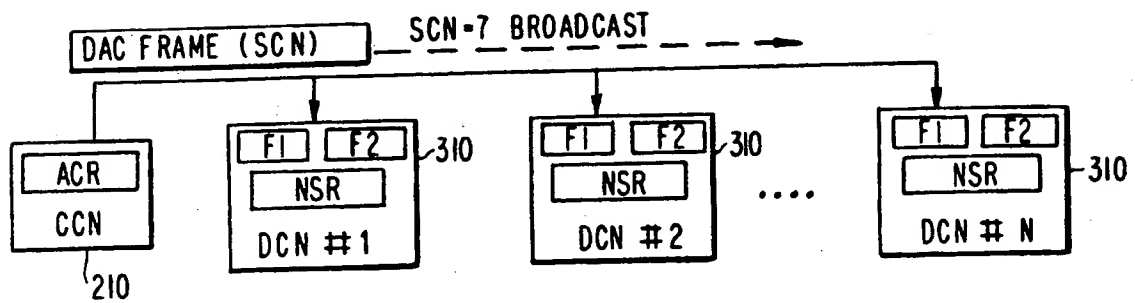 DAC FRAME (SCN)
SCN=7 BROADCAST
ACR
CCN
210
F1 F2
NSR
DCN #1
310
F1 F2
NSR
DCN #2
310
....
F1 F2
NSR
DCN # N
310